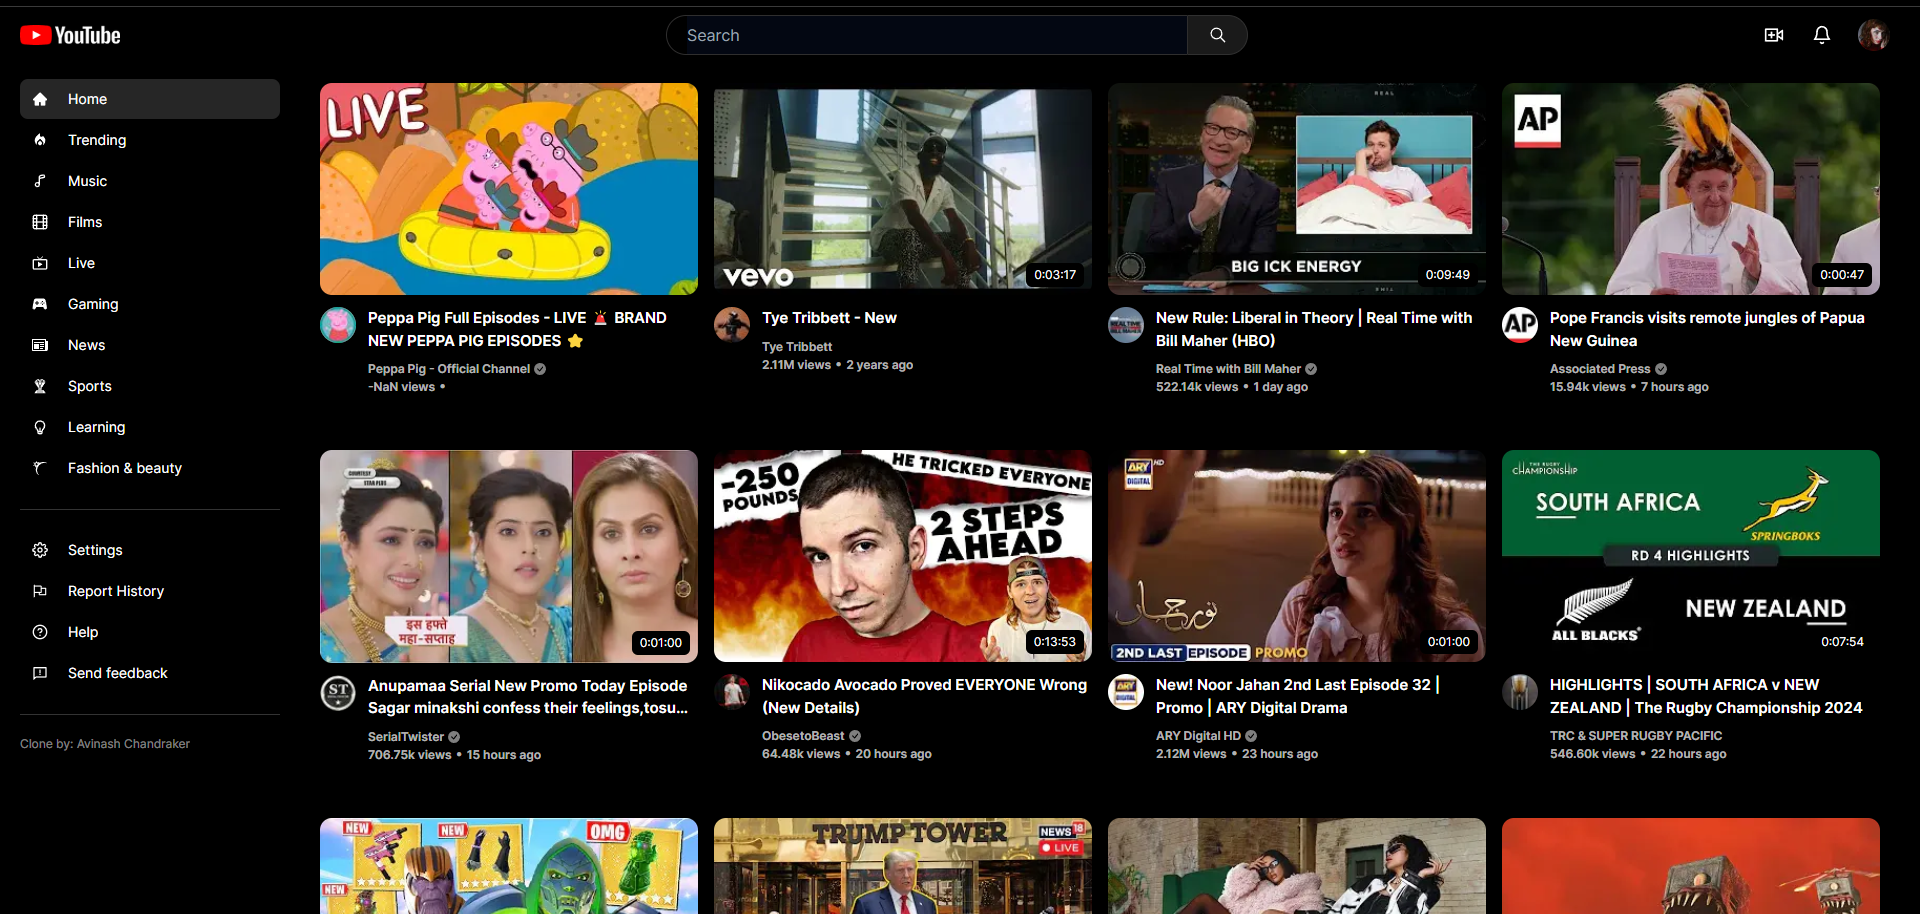 YouTube
Search
Home
Trending
Music
Films
Live
Gaming
News
Sports
Learning
Fashion & beauty
Settings
Report History
Help
Send feedback
Clone by: Avinash Chandraker
LIVE
Peppa Pig Full Episodes - LIVE 🚨 BRAND
NEW PEPPA PIG EPISODES ⭐
Peppa Pig - Official Channel
-NaN views •
vevo
0:03:17
Tye Tribbett - New
Tye Tribbett
2.11M views • 2 years ago
REAL
BIG ICK ENERGY
0:09:49
New Rule: Liberal in Theory | Real Time with
Bill Maher (HBO)
Real Time with Bill Maher
522.14k views • 1 day ago
AP
0:00:47
AP
Pope Francis visits remote jungles of Papua
New Guinea
Associated Press
15.94k views • 7 hours ago
COURTESY
STAR PLUS
इस हफ्ते
महा-सप्ताह
0:01:00
ST
Anupamaa Serial New Promo Today Episode
Sagar minakshi confess their feelings,tosu...
SerialTwister
706.75k views • 15 hours ago
-250
POUNDS
HE TRICKED EVERYONE
2 STEPS
AHEAD
0:13:53
Nikocado Avocado Proved EVERYONE Wrong
(New Details)
ObesetoBeast
64.48k views • 20 hours ago
ARY
DIGITAL
HD
نور جہاں
2ND LAST EPISODE PROMO
0:01:00
ARY
DIGITAL
New! Noor Jahan 2nd Last Episode 32 |
Promo | ARY Digital Drama
ARY Digital HD
2.12M views • 23 hours ago
THE RUGBY
CHAMPIONSHIP
SOUTH AFRICA
SPRINGBOKS
RD 4 HIGHLIGHTS
ALL BLACKS
NEW ZEALAND
0:07:54
HIGHLIGHTS | SOUTH AFRICA v NEW
ZEALAND | The Rugby Championship 2024
TRC & SUPER RUGBY PACIFIC
546.60k views • 22 hours ago
NEW
NEW
OMG
NEW
TRUMP TOWER
NEWS 18
LIVE